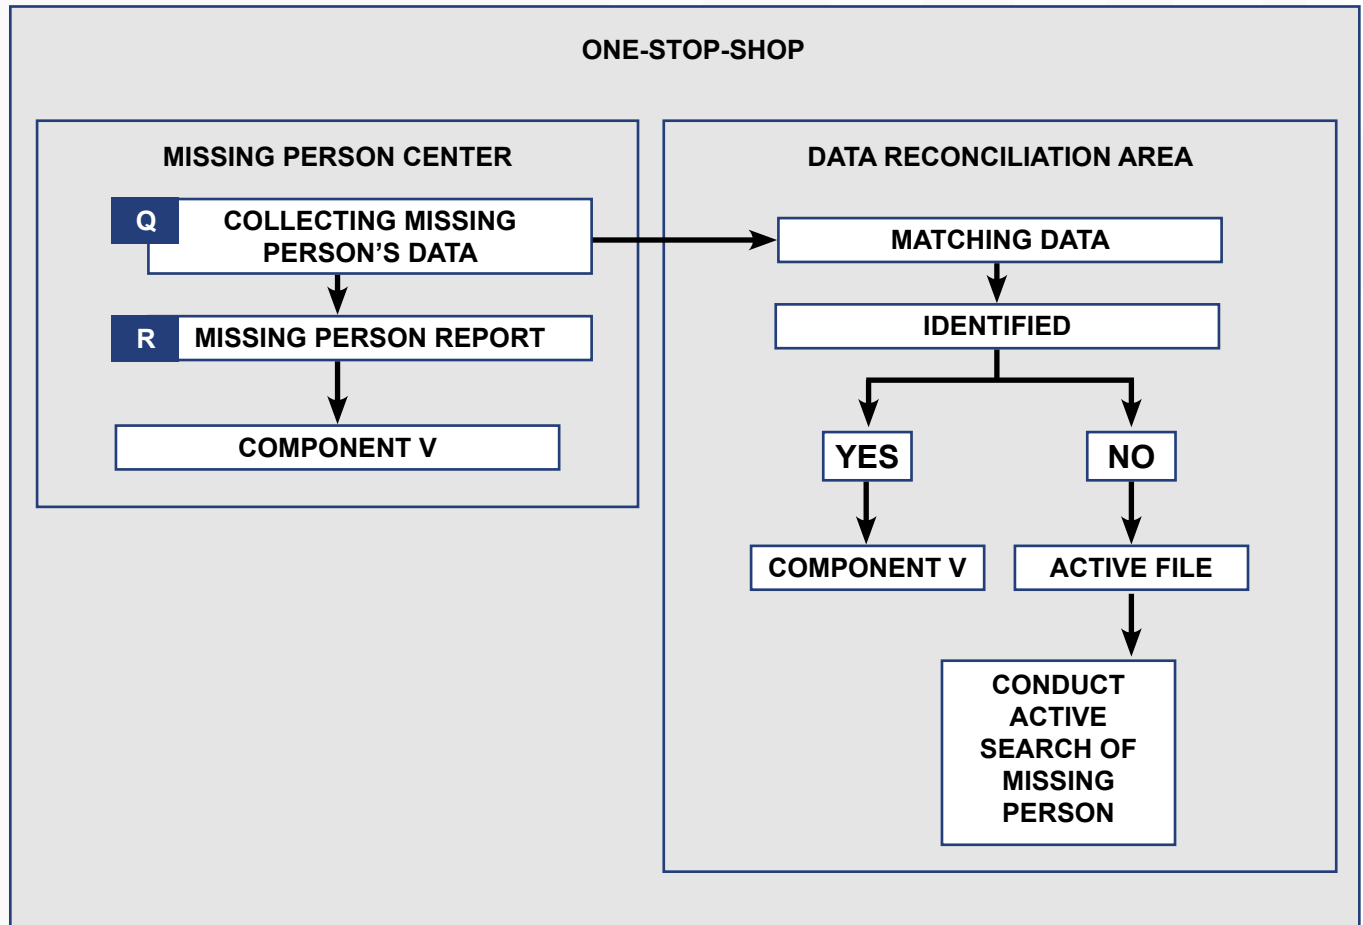 ONE-STOP-SHOP
MISSING PERSON CENTER
Q
COLLECTING MISSING
PERSON’S DATA
R
MISSING PERSON REPORT
COMPONENT V
DATA RECONCILIATION AREA
MATCHING DATA
IDENTIFIED
YES
NO
COMPONENT V
ACTIVE FILE
CONDUCT
ACTIVE
SEARCH OF
MISSING
PERSON